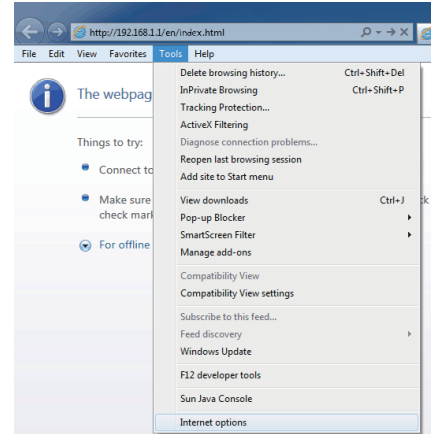 http://192.168.1.1/en/index.html
File Edit View Favorites Tools Help
The webpag
Things to try:
Connect to
Make sure
check mark
For offline
Delete browsing history... Ctrl+Shift+Del
InPrivate Browsing Ctrl+Shift+P
Tracking Protection...
ActiveX Filtering
Diagnose connection problems...
Reopen last browsing session
Add site to Start menu
View downloads Ctrl+J
Pop-up Blocker
SmartScreen Filter
Manage add-ons
Compatibility View
Compatibility View settings
Subscribe to this feed...
Feed discovery
Windows Update
F12 developer tools
Sun Java Console
Internet options